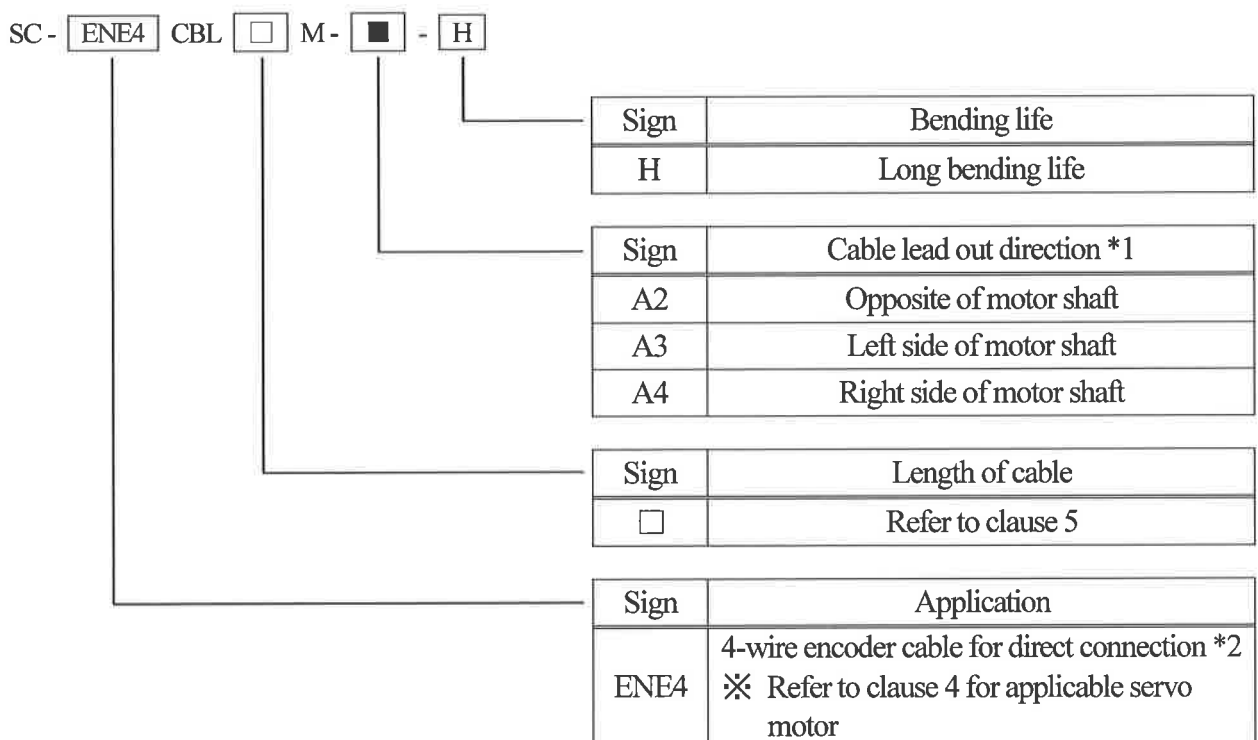 SC - ENE4 CBL □ M - ■ - H
Sign Bending life
H Long bending life
Sign Cable lead out direction *1
A2 Opposite of motor shaft
A3 Left side of motor shaft
A4 Right side of motor shaft
Sign Length of cable
□ Refer to clause 5
Sign Application
ENE4 4-wire encoder cable for direct connection *2
※ Refer to clause 4 for applicable servo
motor